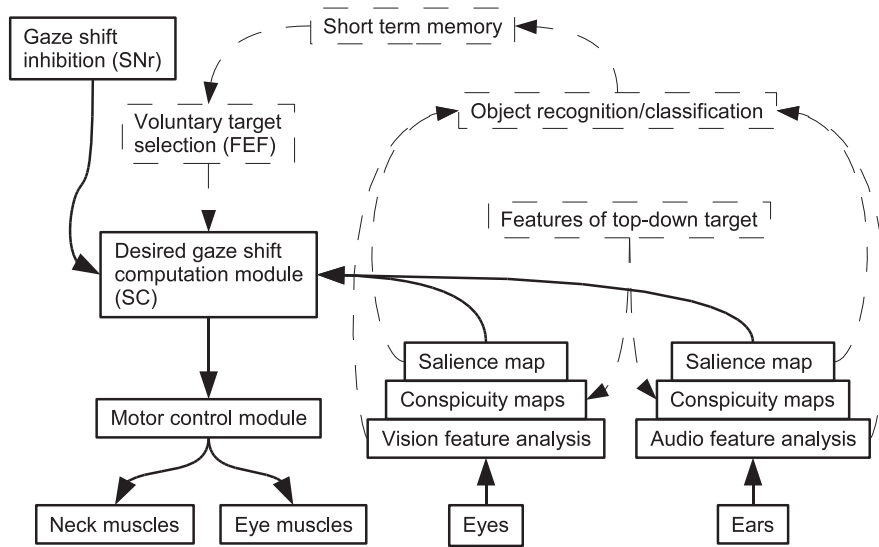 Gaze shift
inhibition (SNr)
Short term memory
Voluntary target
selection (FEF)
Object recognition/classification
Features of top-down target
Desired gaze shift
computation module
(SC)
Salience map
Salience map
Conspicuity maps
Conspicuity maps
Motor control module
Vision feature analysis
Audio feature analysis
Neck muscles
Eye muscles
Eyes
Ears